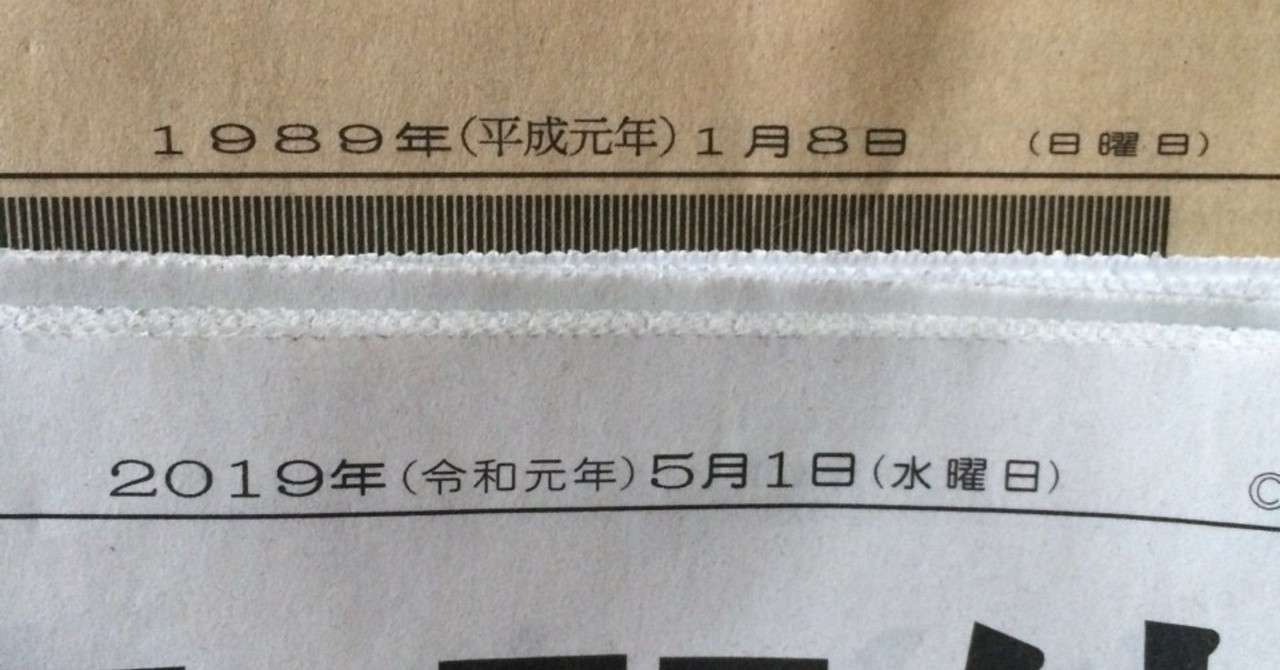 1989年(平成元年)1月8日 (日曜日)
2019年(令和元年)5月1日(水曜日) ©